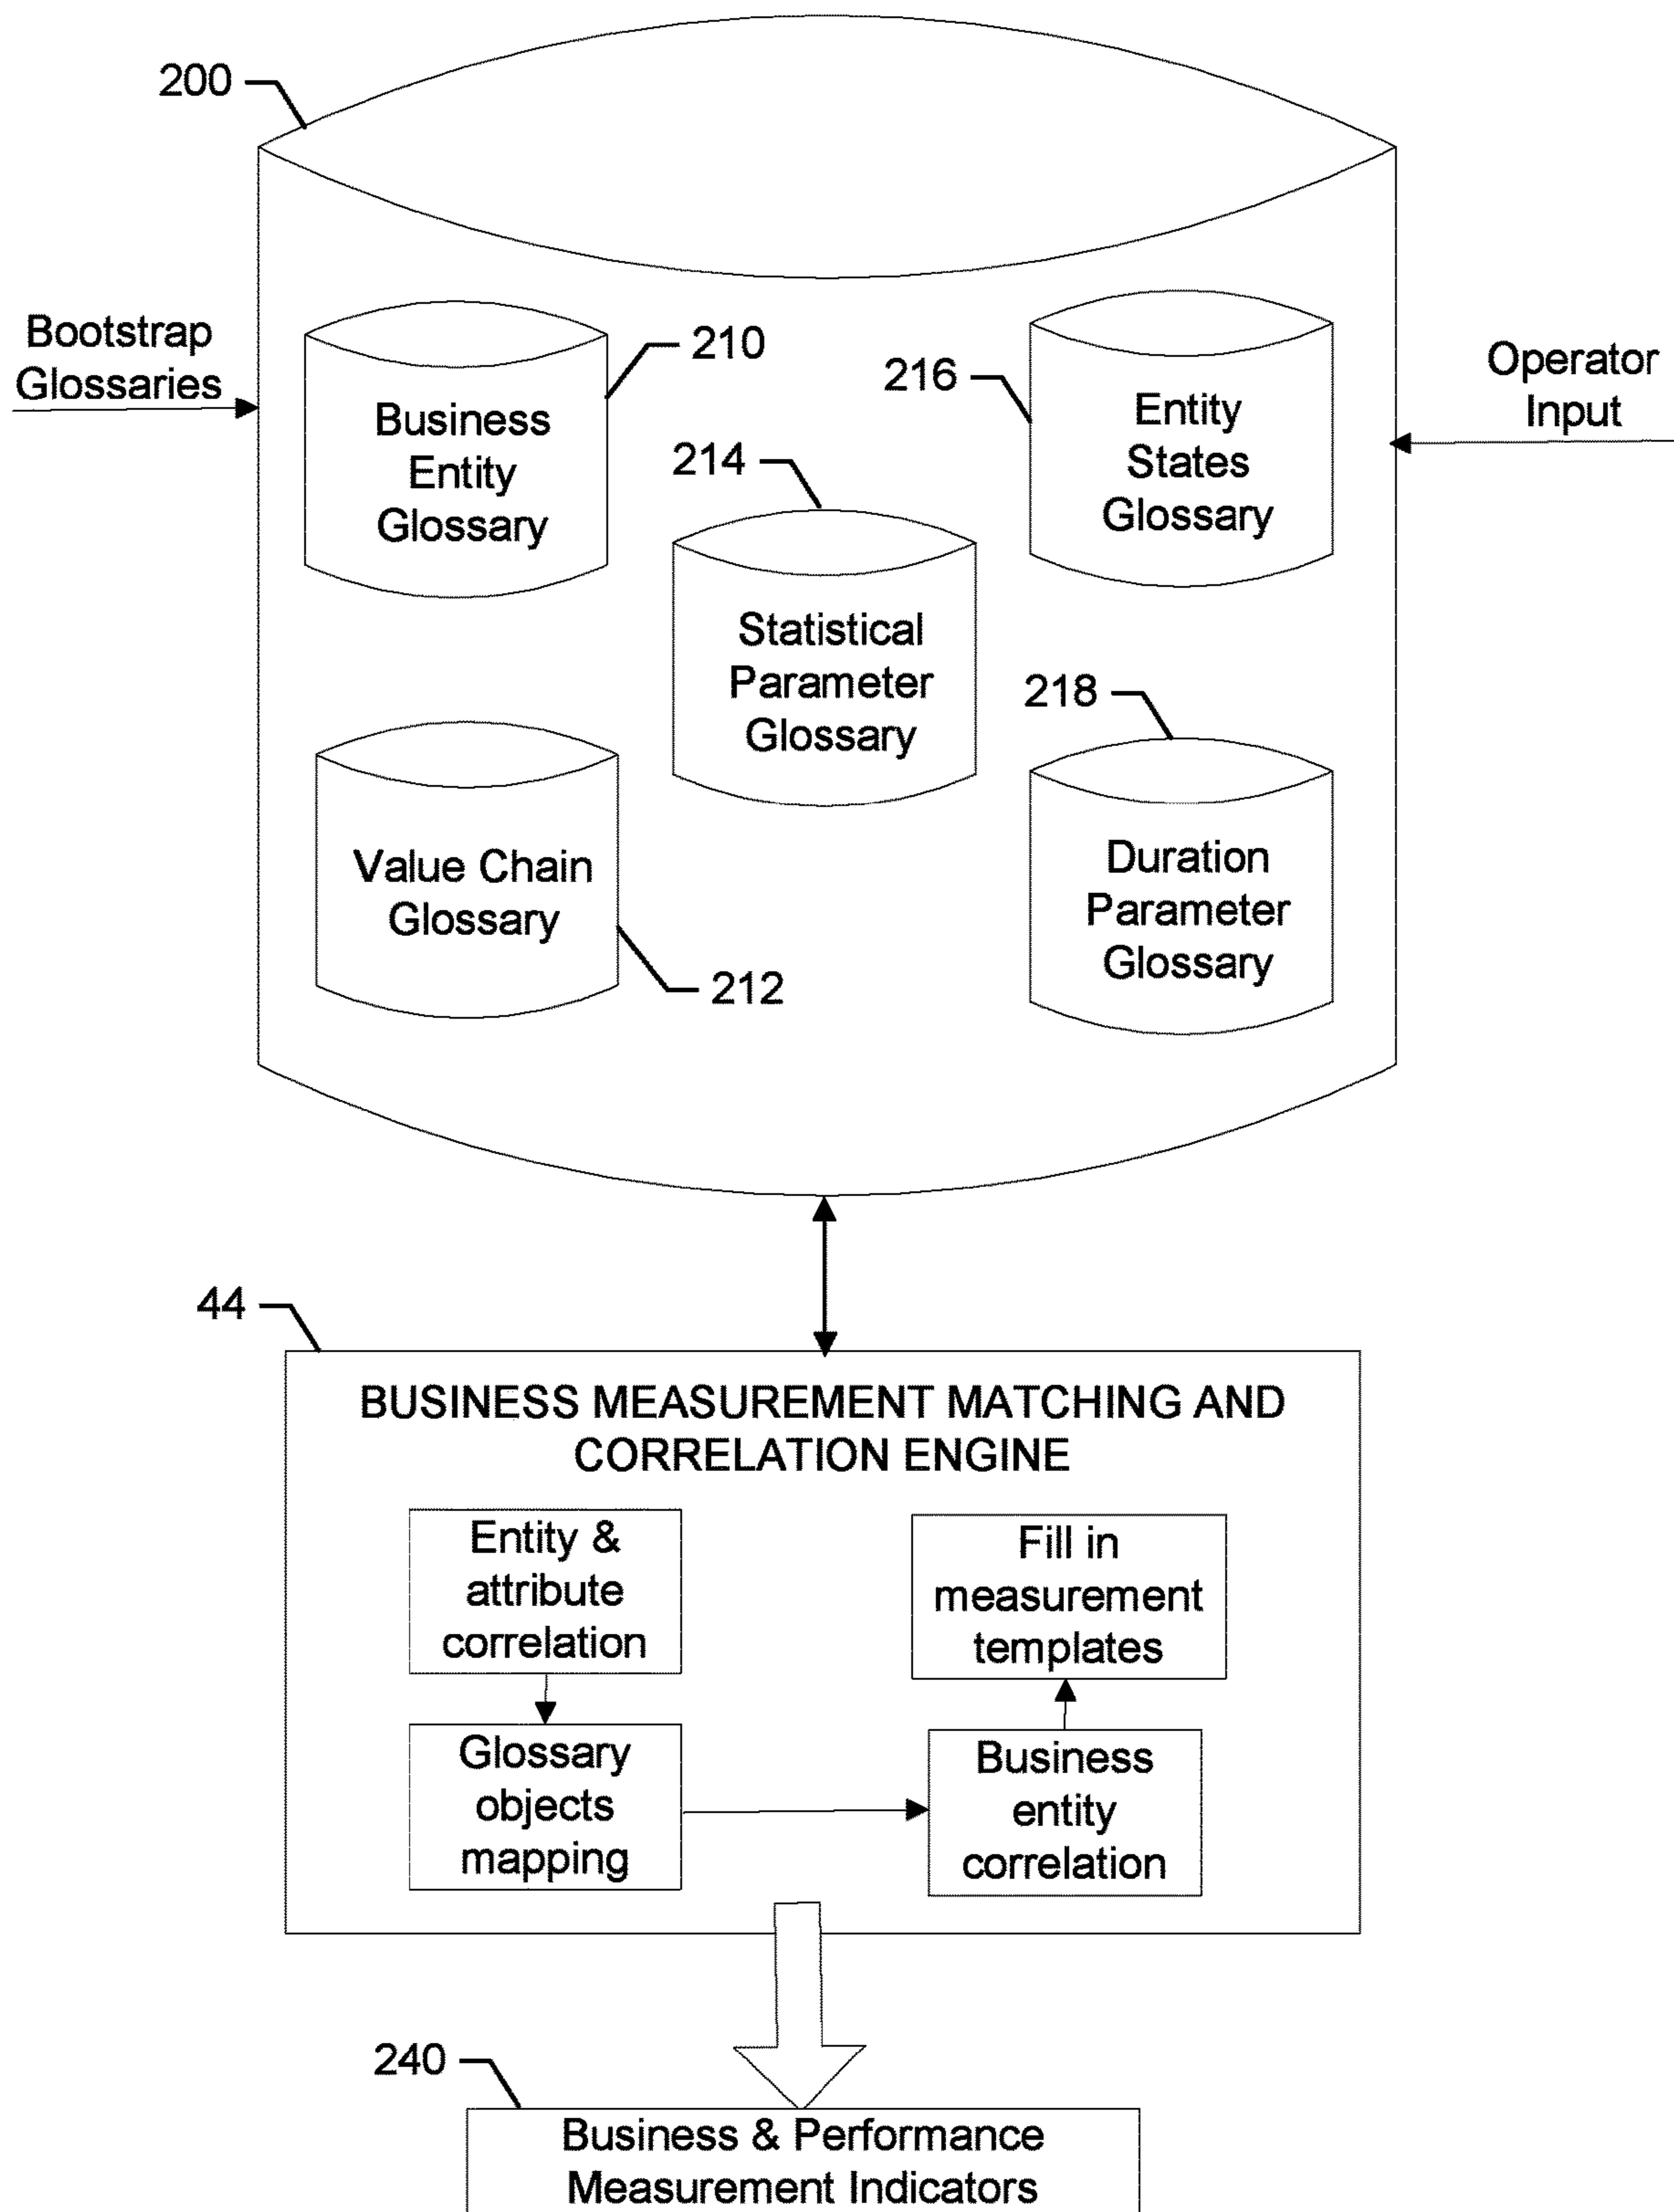 200
Bootstrap
Glossaries
Business
Entity
Glossary
210
216
Entity
States
Glossary
Operator
Input
214
Statistical
Parameter
Glossary
218
Value Chain
Glossary
212
Duration
Parameter
Glossary
44
BUSINESS MEASUREMENT MATCHING AND
CORRELATION ENGINE
Entity &
attribute
correlation
Fill in
measurement
templates
Glossary
objects
mapping
Business
entity
correlation
240
Business & Performance
Measurement Indicators